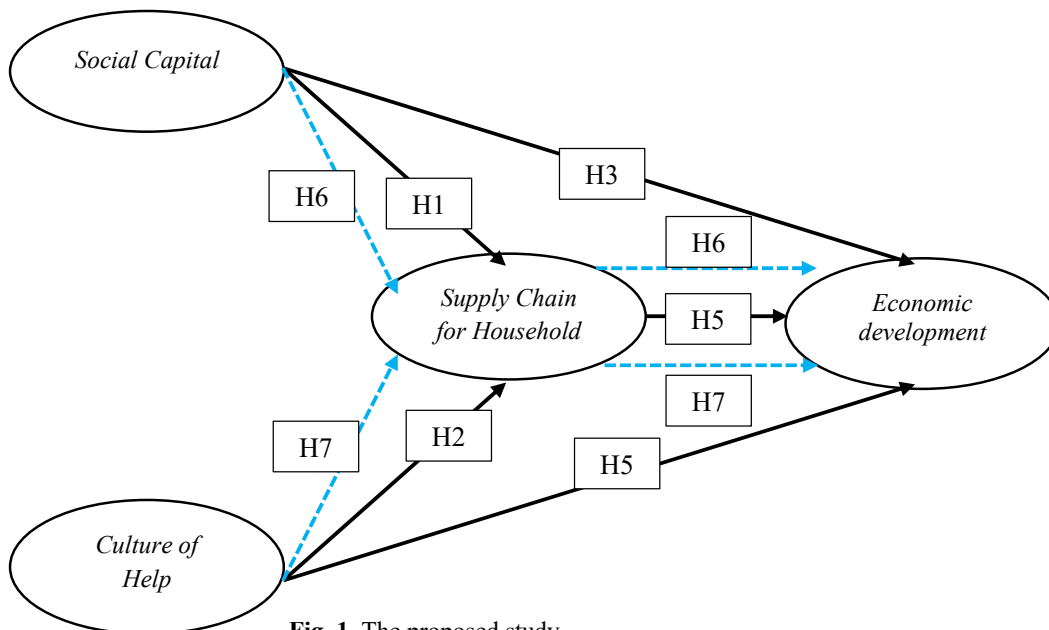 Social Capital
H3
H6
H1
H6
Supply Chain
for Household
Economic
development
H5
H7
H2
H7
H5
Culture of
Help
Fig. 1. The proposed study